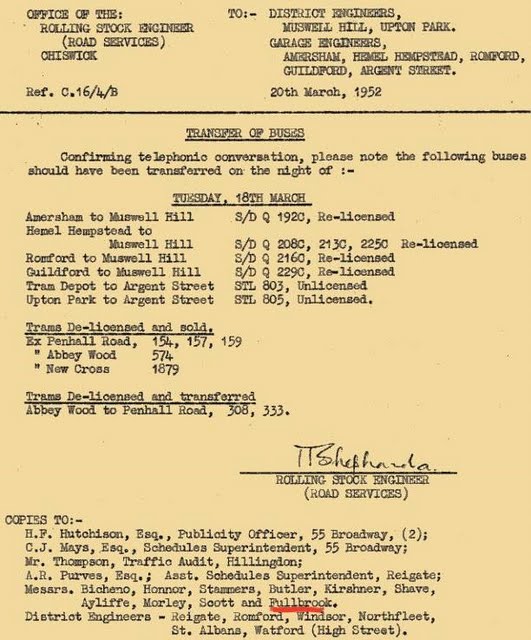 OFFICE OF THE:
ROLLING STOCK ENGINEER
(ROAD SERVICES)
CHISWICK
TO:- DISTRICT ENGINEERS,
MUSWELL HILL, UPTON PARK.
GARAGE ENGINEERS,
AMERSHAM, HEMEL HEMPSTEAD, ROMFORD,
GUILDFORD, ARGENT STREET.
Ref. C.16/4/B
20th March, 1952
TRANSFER OF BUSES
Confirming telephonic conversation, please note the following buses
should have been transferred on the night of :-
TUESDAY, 18TH MARCH
Amersham to Muswell Hill S/D Q 192C, Re-licensed
Hemel Hempstead to
Muswell Hill S/D Q 208C, 213C, 225C Re-licensed
Romford to Muswell Hill S/D Q 216C, Re-licensed
Guildford to Muswell Hill S/D Q 229C, Re-licensed
Tram Depot to Argent Street STL 803, Unlicensed
Upton Park to Argent Street STL 805, Unlicensed.
Trams De-licensed and sold.
Ex Penhall Road, 154, 157, 159
" Abbey Wood 574
" New Cross 1879
Trams De-licensed and transferred
Abbey Wood to Penhall Road, 308, 333.
ROLLING STOCK ENGINEER
(ROAD SERVICES)
COPIES TO:-
H.F. Hutchison, Esq., Publicity Officer, 55 Broadway, (2);
C.J. Mays, Esq., Schedules Superintendent, 55 Broadway;
Mr. Thompson, Traffic Audit, Hillingdon;
A.R. Purves, Esq.; Asst. Schedules Superintendent, Reigate;
Messrs. Bicheno, Honnor, Stammers, Butler, Kirshner, Shave,
Ayliffe, Morley, Scott and Fullbrook.
District Engineers - Reigate, Romford, Windsor, Northfleet,
St. Albans, Watford (High Street).